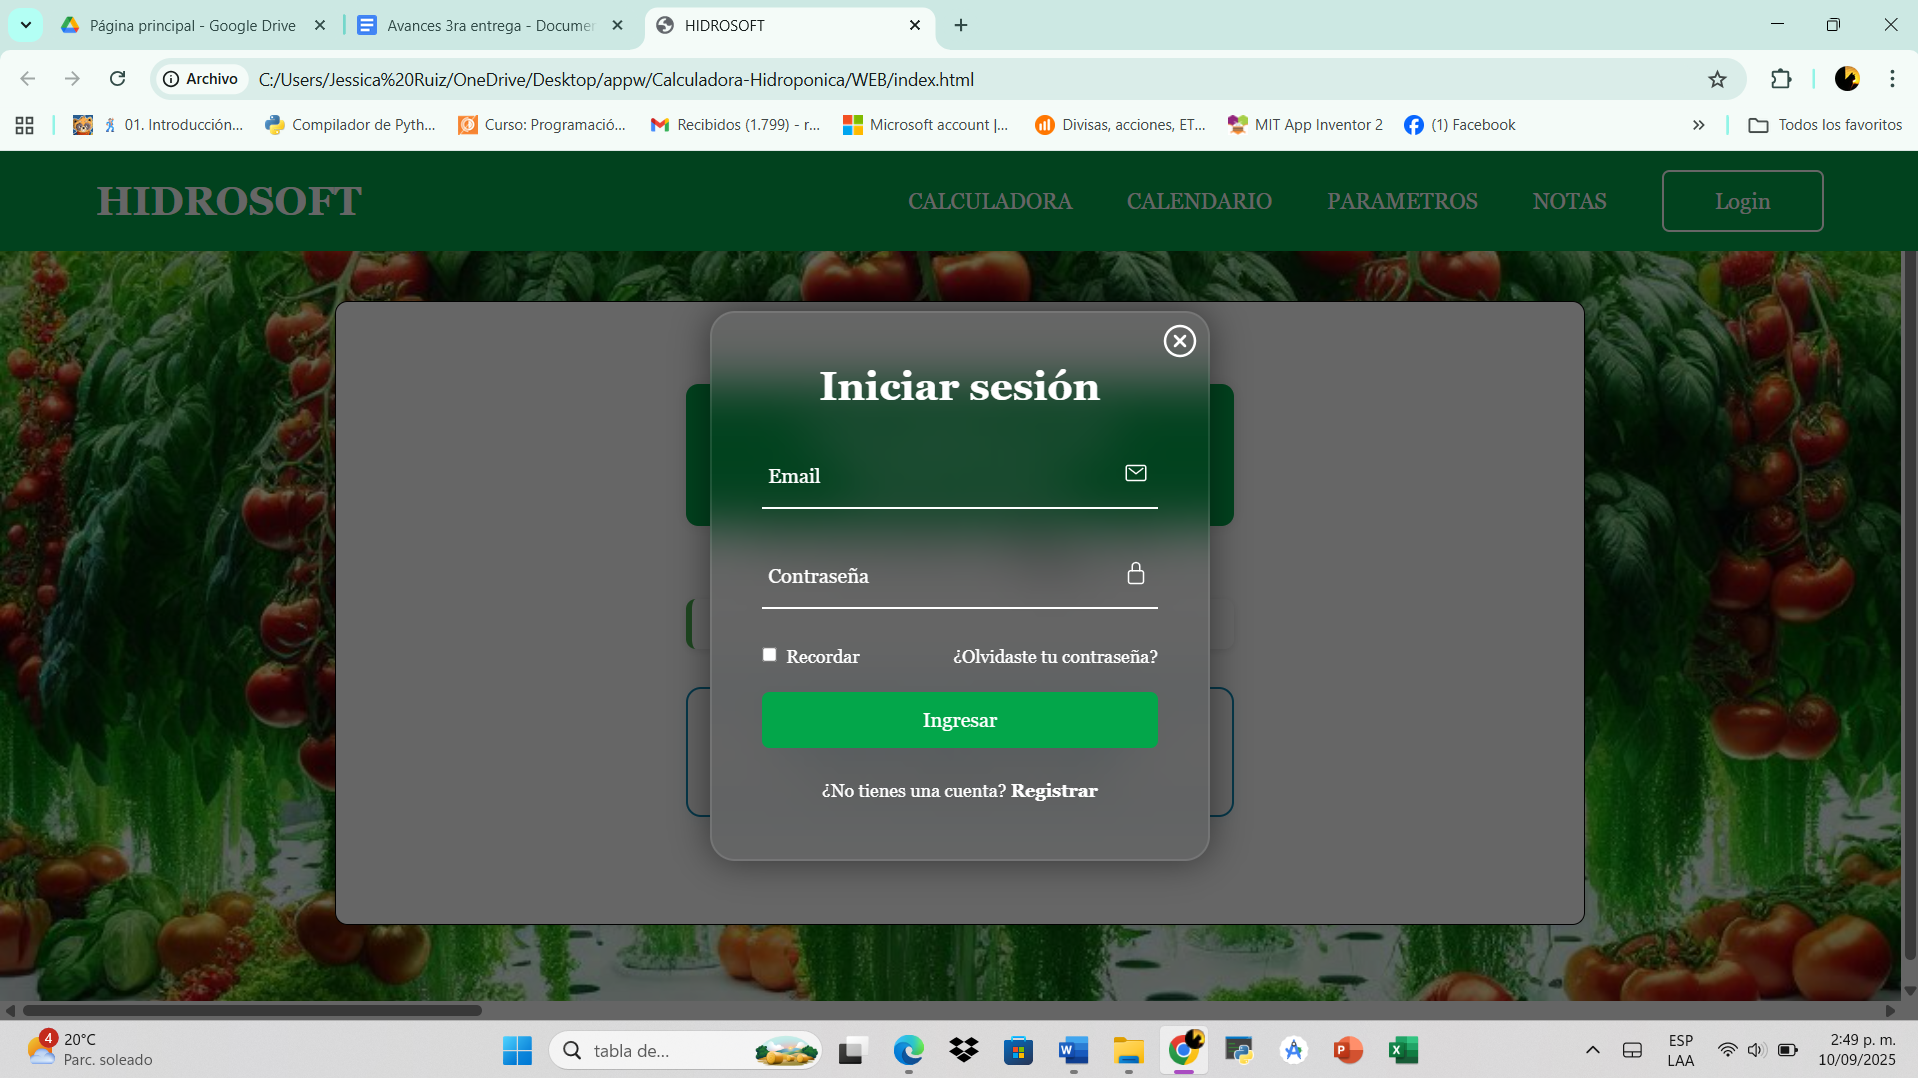 Página principal - Google Drive
Avances 3ra entrega - Documen
HIDROSOFT
Archivo
C:/Users/Jessica%20Ruiz/OneDrive/Desktop/appw/Calculadora-Hidroponica/WEB/index.html
01. Introducción...
Compilador de Pyth...
Curso: Programació...
Recibidos (1.799) - r...
Microsoft account |...
Divisas, acciones, ET...
MIT App Inventor 2
(1) Facebook
Todos los favoritos
HIDROSOFT
CALCULADORA
CALENDARIO
PARAMETROS
NOTAS
Login
Iniciar sesión
Email
Contraseña
Recordar
¿Olvidaste tu contraseña?
Ingresar
¿No tienes una cuenta? Registrar
4
20°C
Parc. soleado
tabla de...
ESP
LAA
2:49 p. m.
10/09/2025